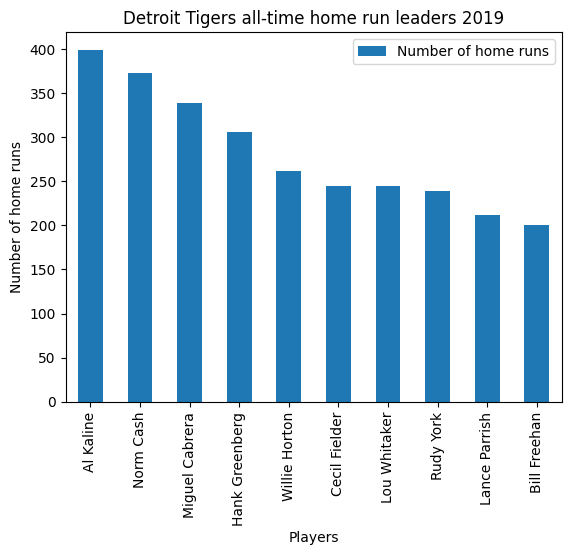 Detroit Tigers all-time home run leaders 2019
Number of home runs
Number of home runs
400
350
300
250
200
150
100
50
0
Al Kaline
Norm Cash
Miguel Cabrera
Hank Greenberg
Willie Horton
Cecil Fielder
Lou Whitaker
Rudy York
Lance Parrish
Bill Freehan
Players